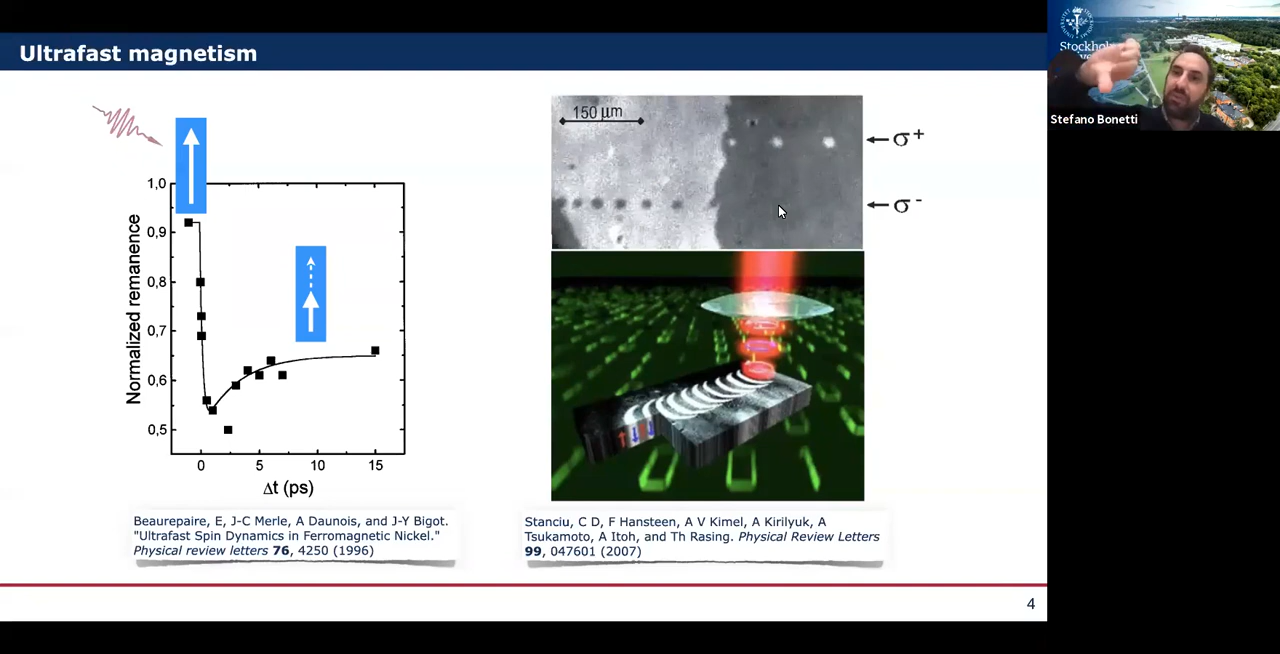 Ultrafast magnetism
1,0
0,9
0,8
0,7
0,6
0,5
Normalized remanence
0
5
10
15
Δt (ps)
Beaurepaire, E, J-C Merle, A Daunois, and J-Y Bigot.
"Ultrafast Spin Dynamics in Ferromagnetic Nickel."
Physical review letters 76, 4250 (1996)
150 μm
σ+
σ-
Stanciu, C D, F Hansteen, A V Kimel, A Kirilyuk, A
Tsukamoto, A Itoh, and Th Rasing. Physical Review Letters
99, 047601 (2007)
4
Stockholm
Stefano Bonetti